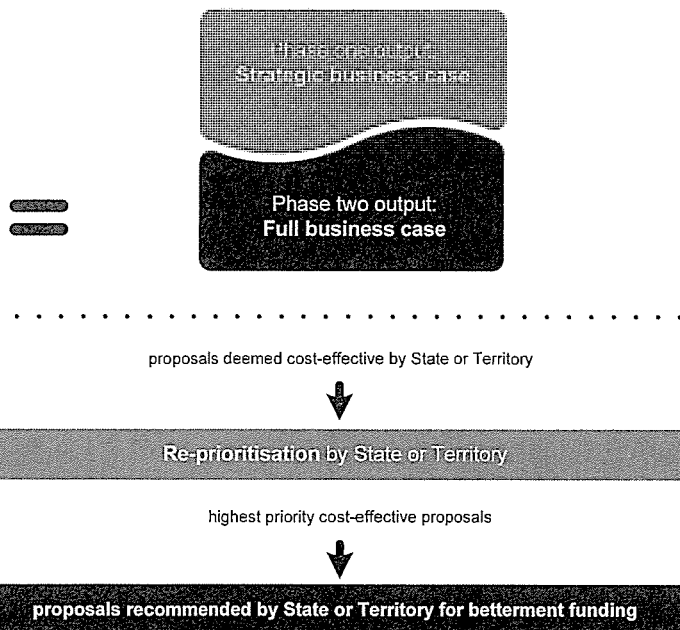 Phase one output:
Strategic business case
Phase two output:
Full business case
proposals deemed cost-effective by State or Territory
Re-prioritisation by State or Territory
highest priority cost-effective proposals
proposals recommended by State or Territory for betterment funding